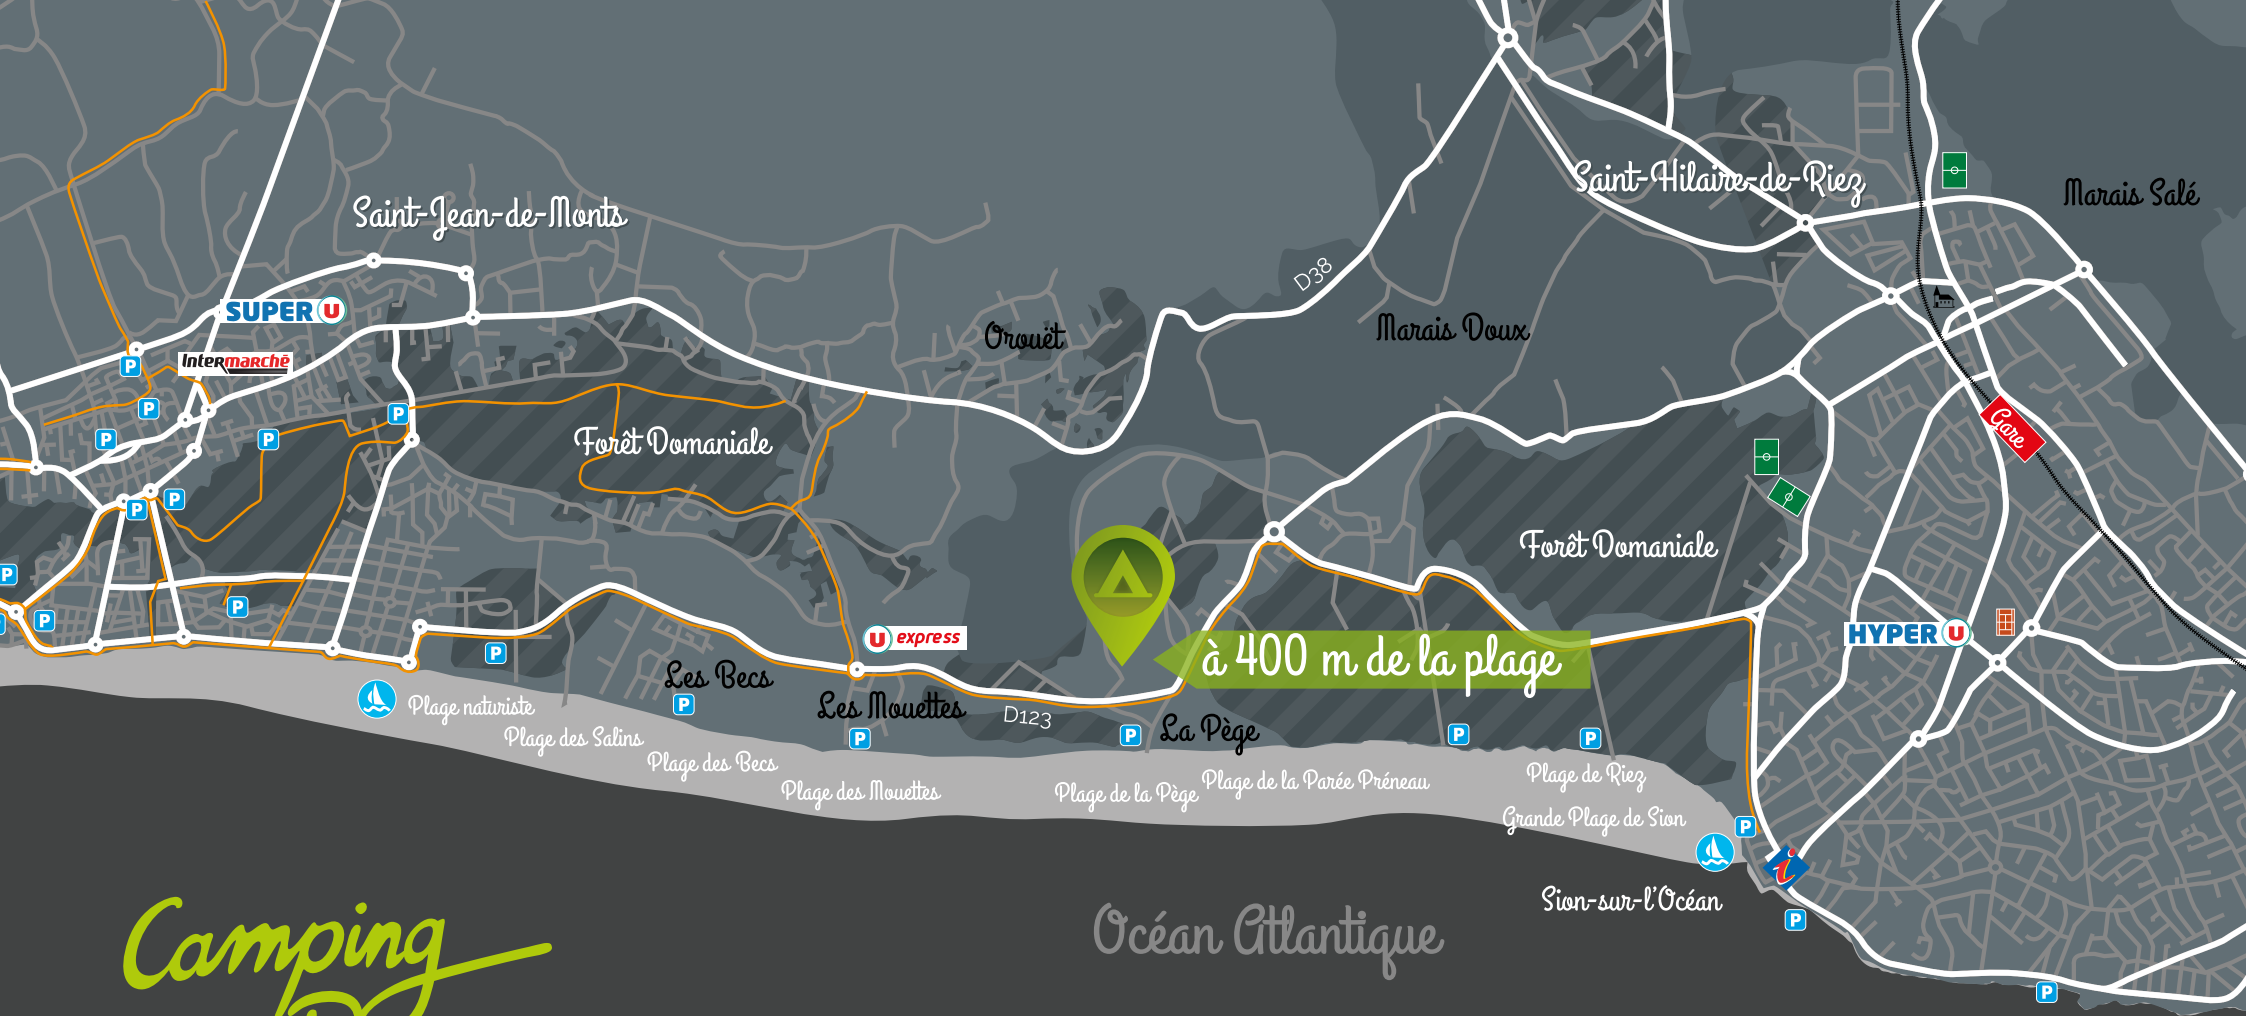 Saint-Hilaire-de-Riez
Marais Salé
Saint-Jean-de-Monts
D38
SUPER U
Orouët
Marais Doux
P
Intermarché
P
P
P
P
Gare
Forêt Domaniale
P
P
Forêt Domaniale
P
P
P
HYPER U
U express
P
à 400 m de la plage
Les Becs
P
Plage naturiste
Les Mouettes
D123
La Pège
Plage des Salins
P
P
P
P
Plage des Becs
Plage de Riez
Plage des Mouettes
Plage de la Pège
Plage de la Parée Préneau
Grande Plage de Sion
P
i
Sion-sur-l'Océan
P
Océan Atlantique
Camping
P